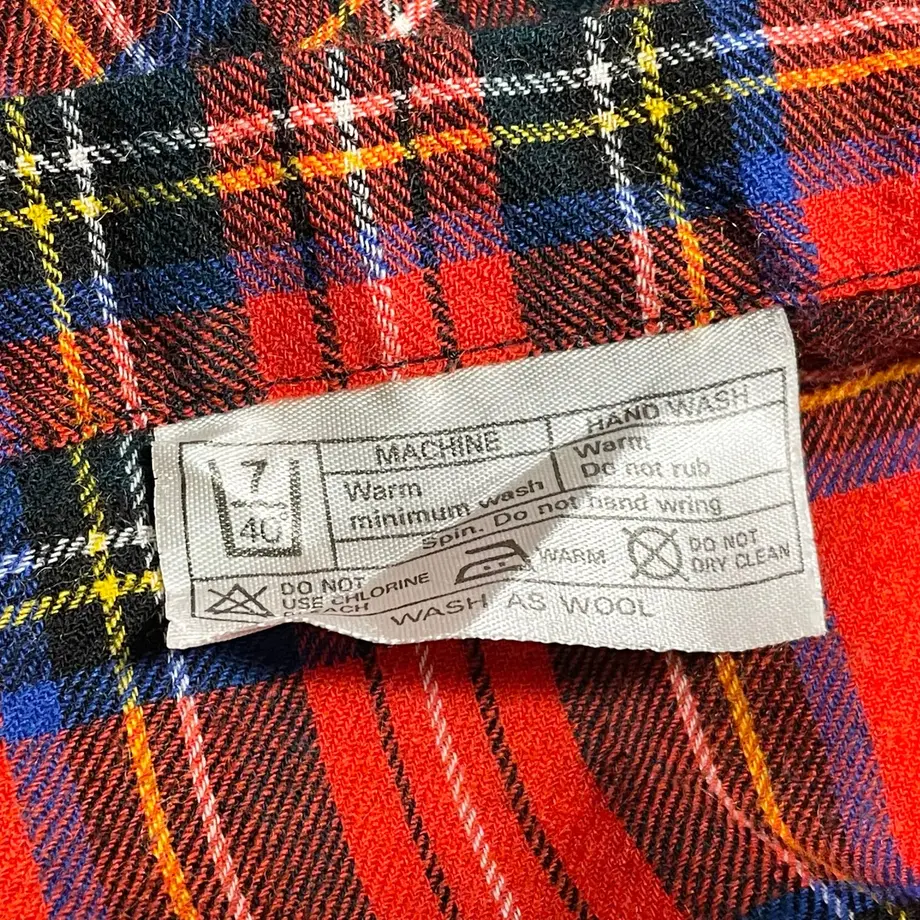 7
40°
MACHINE
Warm
minimum wash
HAND WASH
Warm
Do not rub
Spin. Do not hand wring
DO NOT
USE CHLORINE
BLEACH
WARM
DO NOT
DRY CLEAN
WASH AS WOOL